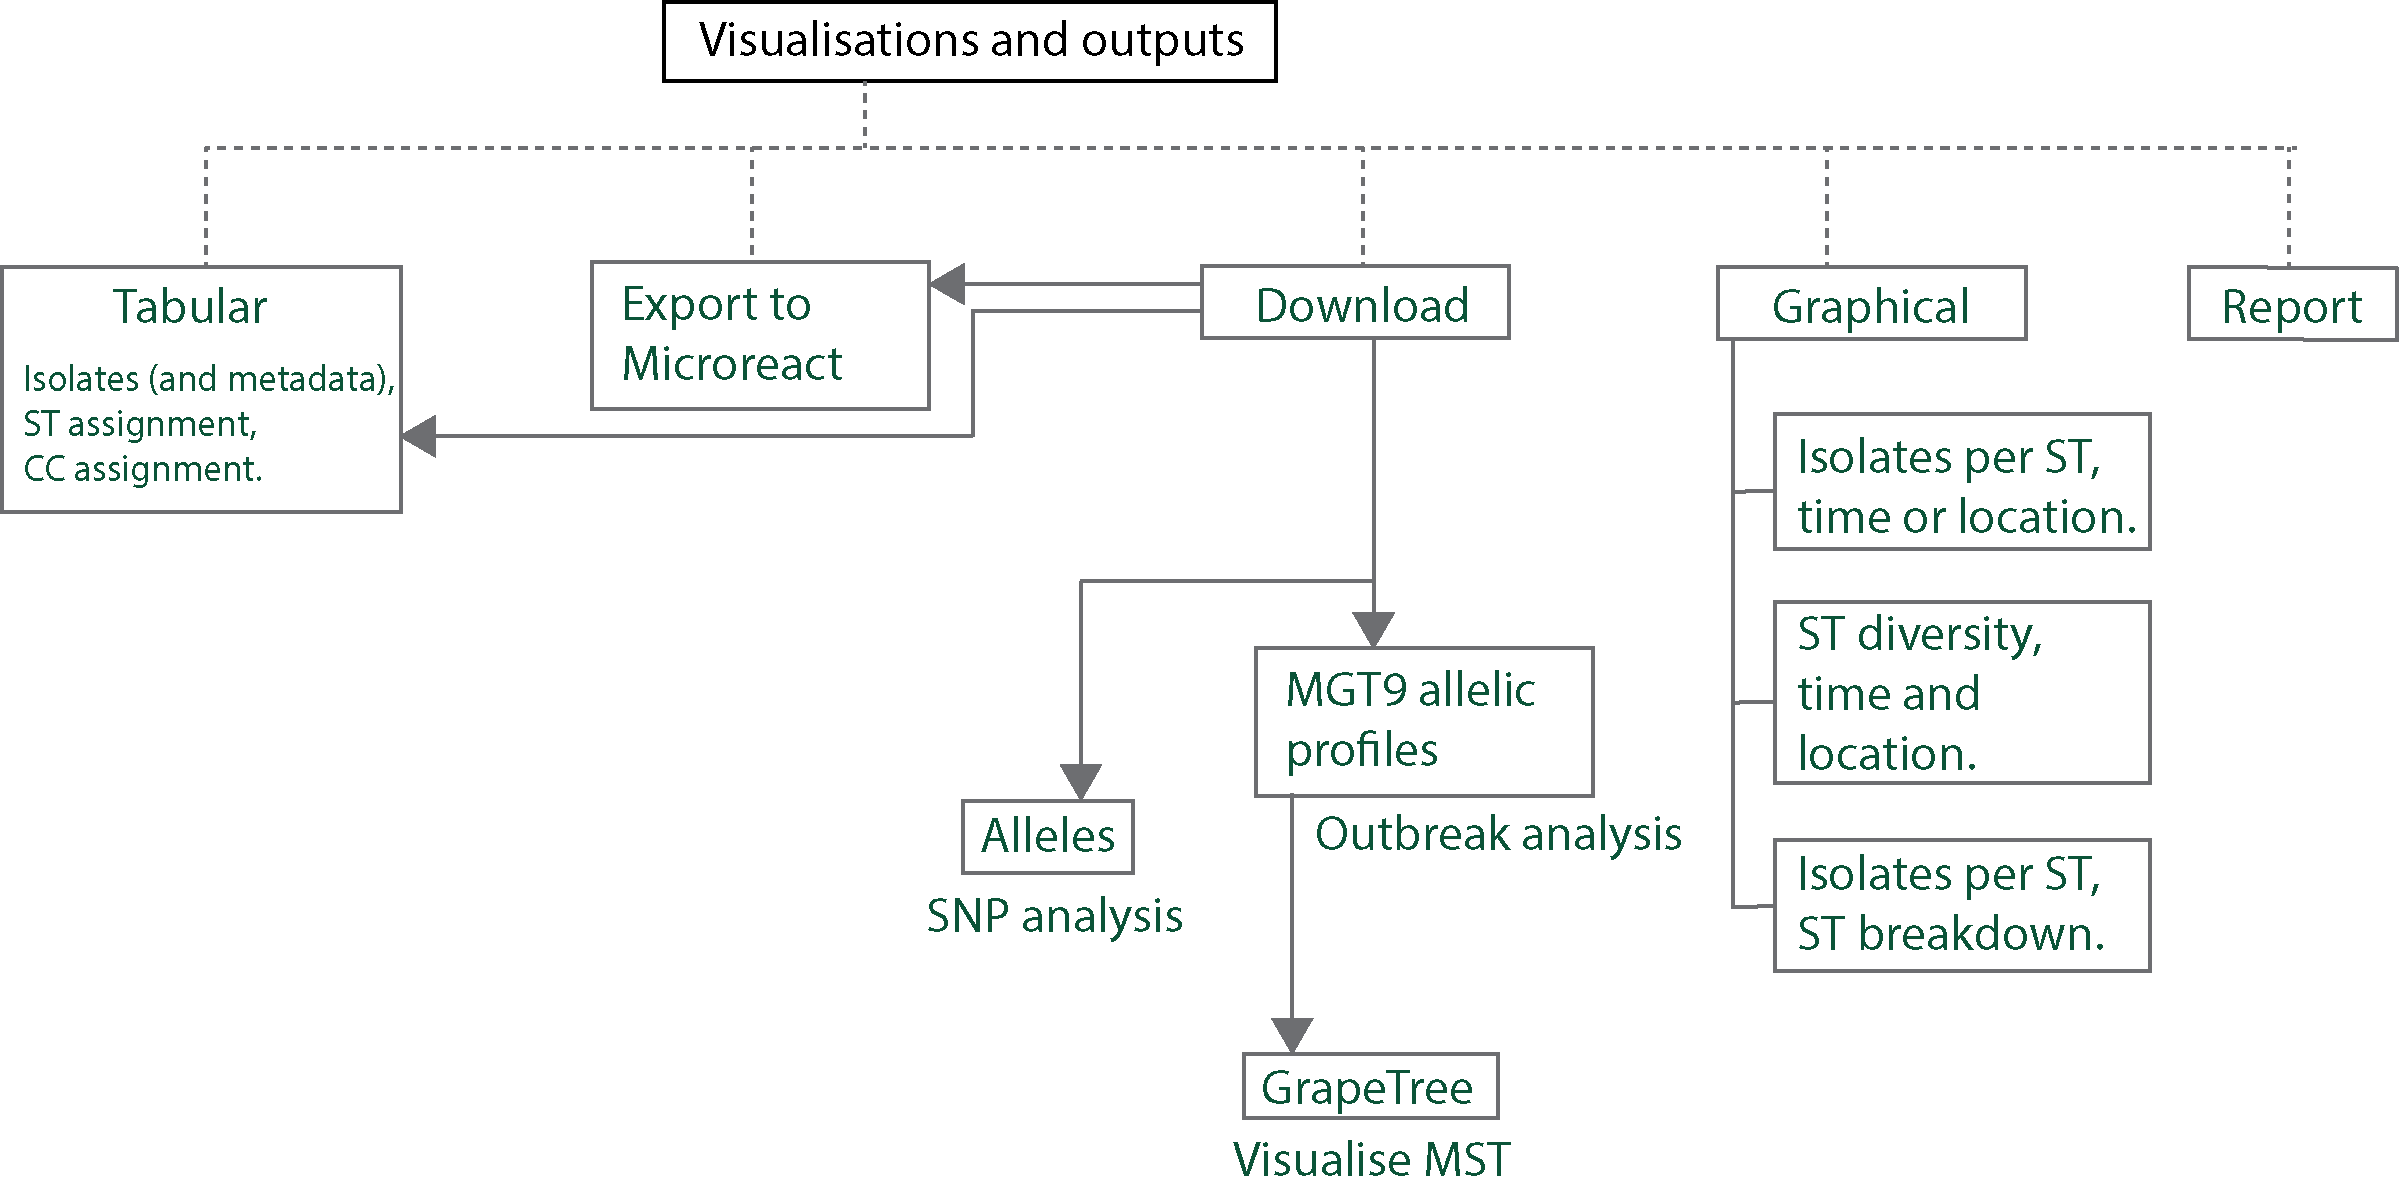 Visualisations and outputs
Tabular
Isolates (and metadata),
ST assignment,
CC assignment.
Export to
Microreact
Download
Graphical
Report
Isolates per ST,
time or location.
ST diversity,
time and
location.
Isolates per ST,
ST breakdown.
MGT9 allelic
profiles
Outbreak analysis
Alleles
SNP analysis
GrapeTree
Visualise MST